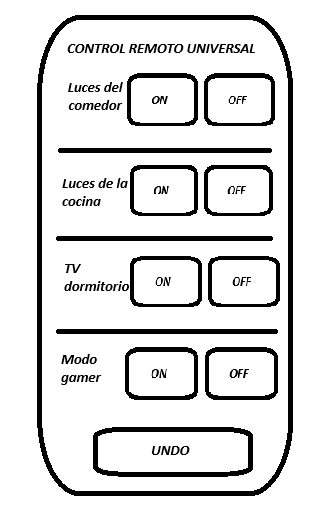 CONTROL REMOTO UNIVERSAL
Luces del
comedor
ON
OFF
Luces de la
cocina
ON
OFF
TV
dormitorio
ON
OFF
Modo
gamer
ON
OFF
UNDO